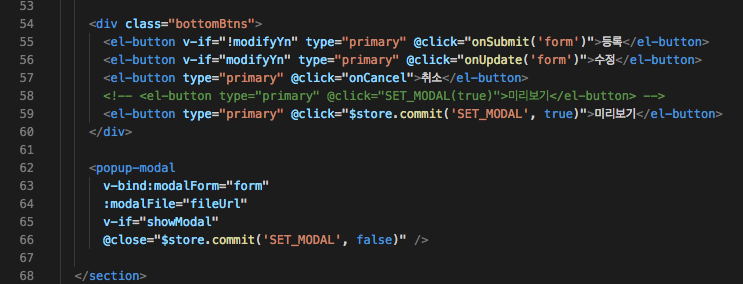 53
54 <div class="bottomBtns">
55 <el-button v-if="!modifyYn" type="primary" @click="onSubmit('form')">등록</el-button>
56 <el-button v-if="modifyYn" type="primary" @click="onUpdate('form')">수정</el-button>
57 <el-button type="primary" @click="onCancel">취소</el-button>
58 <!-- <el-button type="primary" @click="SET_MODAL(true)">미리보기</el-button> -->
59 <el-button type="primary" @click="$store.commit('SET_MODAL', true)">미리보기</el-button>
60 </div>
61
62 <popup-modal
63 v-bind:modalForm="form"
64 :modalFile="fileUrl"
65 v-if="showModal"
66 @close="$store.commit('SET_MODAL', false)" />
67
68 </section>